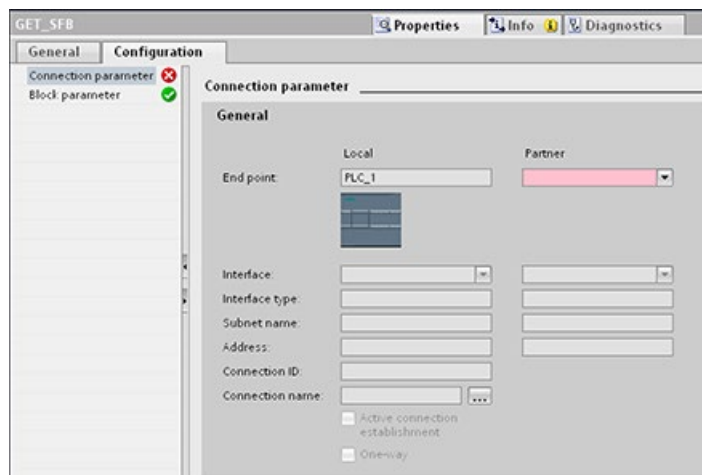 GET_SFB
Properties
Info
Diagnostics
General
Configuration
Connection parameter
Block parameter
Connection parameter
General
Local
Partner
End point:
PLC_1
Interface:
Interface type:
Subnet name:
Address:
Connection ID:
Connection name:
...
Active connection
establishment
One-way